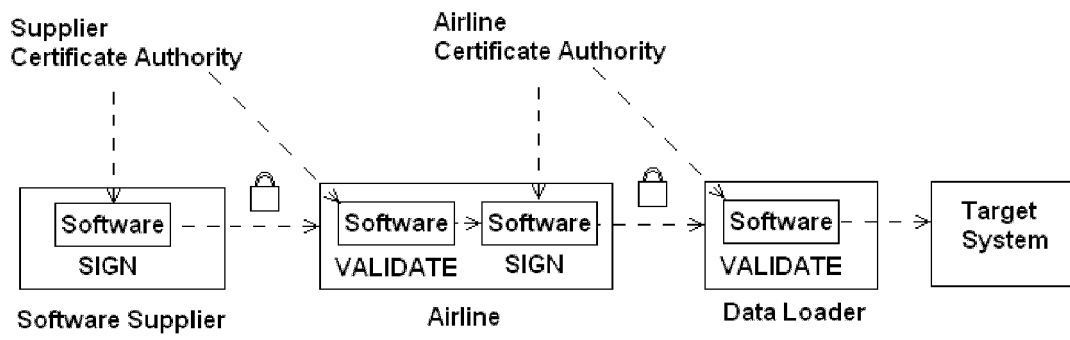 Supplier
Certificate Authority
Airline
Certificate Authority
Software
SIGN
Software Supplier
Software
VALIDATE
Software
SIGN
Airline
Software
VALIDATE
Data Loader
Target
System